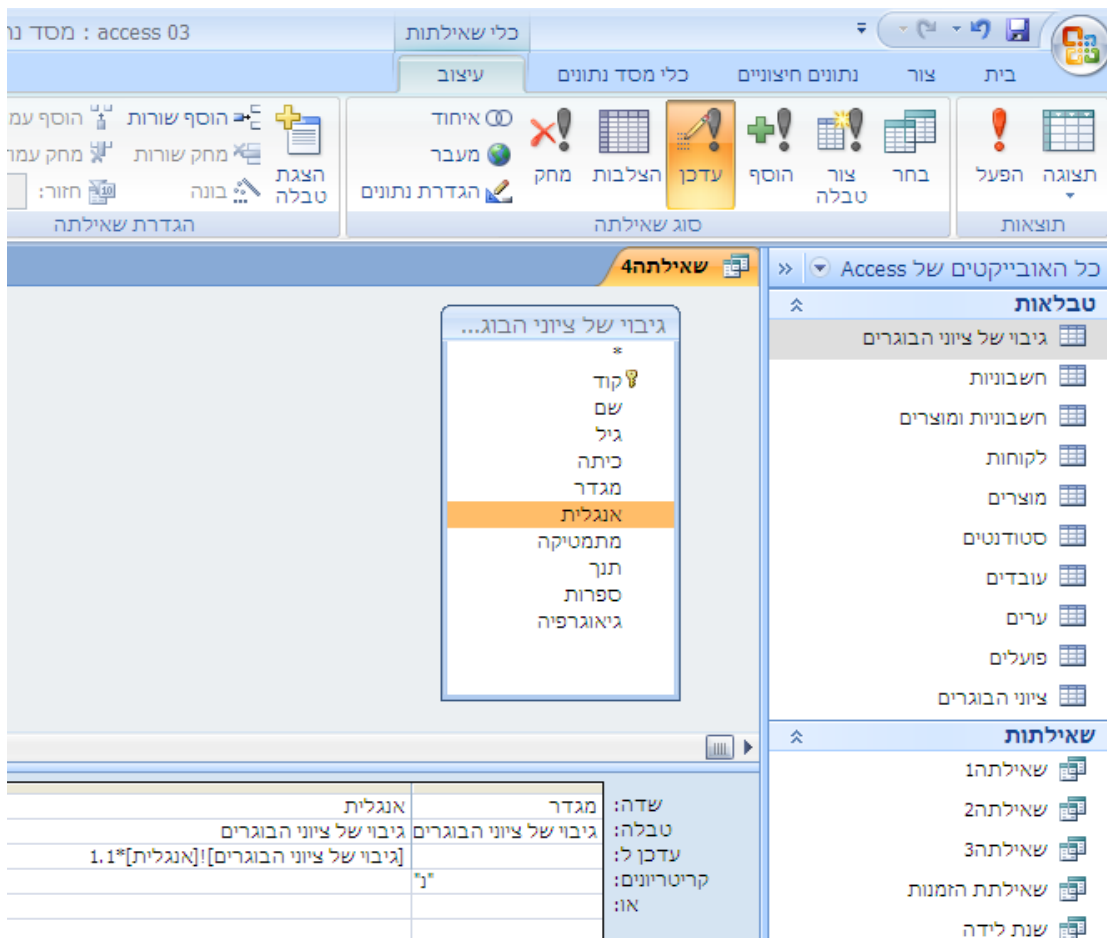 access 03 : מסד נת
כלי שאילתות
בית
צור
נתונים חיצוניים
כלי מסד נתונים
עיצוב
תצוגה
הפעל
תוצאות
בחר
צור טבלה
הוסף
עדכן
הצלבות
מחק
איחוד
מעבר
הגדרת נתונים
סוג שאילתה
הצגת טבלה
הוסף שורות
מחק שורות
בונה
הוסף עמ
מחק עמוד
חזור:
הגדרת שאילתה
כל האובייקטים של Access
טבלאות
גיבוי של ציוני הבוגרים
חשבוניות
חשבוניות ומוצרים
לקוחות
מוצרים
סטודנטים
עובדים
ערים
פועלים
ציוני הבוגרים
שאילתות
שאילתה1
שאילתה2
שאילתה3
שאילתת הזמנות
שנת לידה
שאילתה4
גיבוי של ציוני הבוג...
*
קוד
שם
גיל
כיתה
מגדר
אנגלית
מתמטיקה
תנך
ספרות
גיאוגרפיה
שדה: מגדר אנגלית
טבלה: גיבוי של ציוני הבוגרים גיבוי של ציוני הבוגרים
עדכן ל: [גיבוי של ציוני הבוגרים]![אנגלית]*1.1
קריטריונים: "נ"
או: